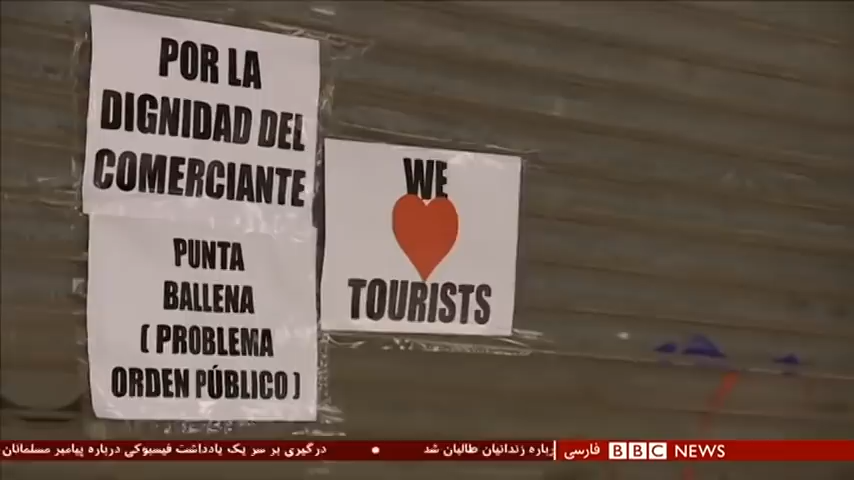 POR LA
DIGNIDAD DEL
COMERCIANTE
PUNTA
BALLENA
( PROBLEMA
ORDEN PÚBLICO )
WE
TOURISTS
درگیری بر سر یک یادداشت فیسبوکی درباره پیامبر مسلمانان
باره زندانیان طالبان شد
BBC NEWS فارسی